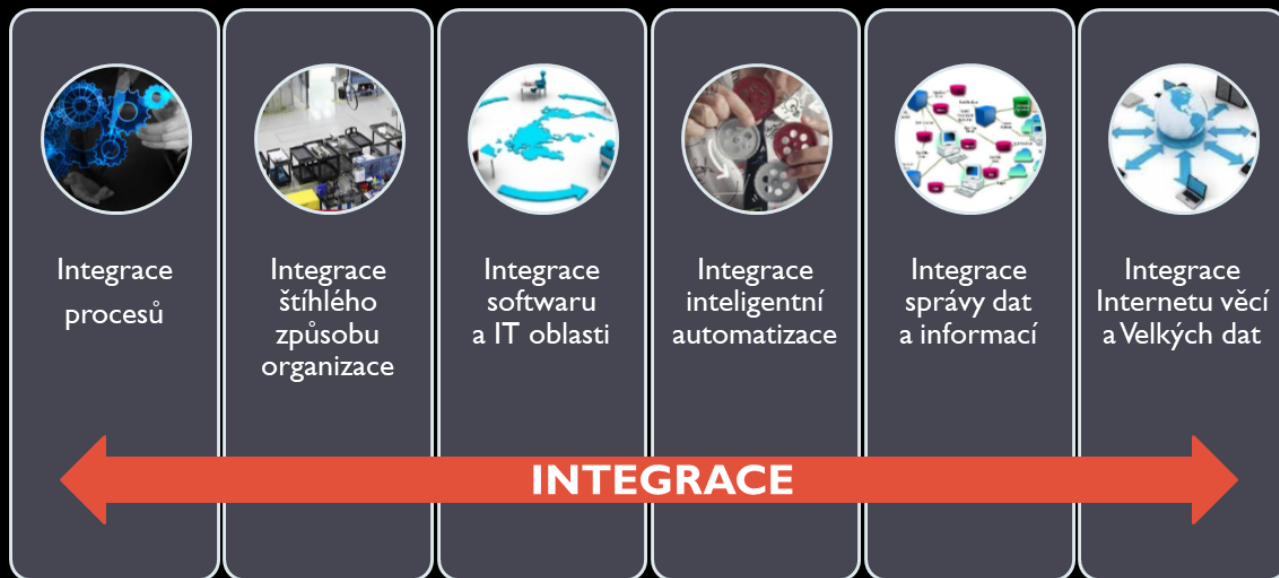 Integrace
procesů
Integrace
štíhlého
způsobu
organizace
Integrace
softwaru
a IT oblasti
Integrace
inteligentní
automatizace
Integrace
správy dat
a informací
Integrace
Internetu věcí
a Velkých dat
INTEGRACE